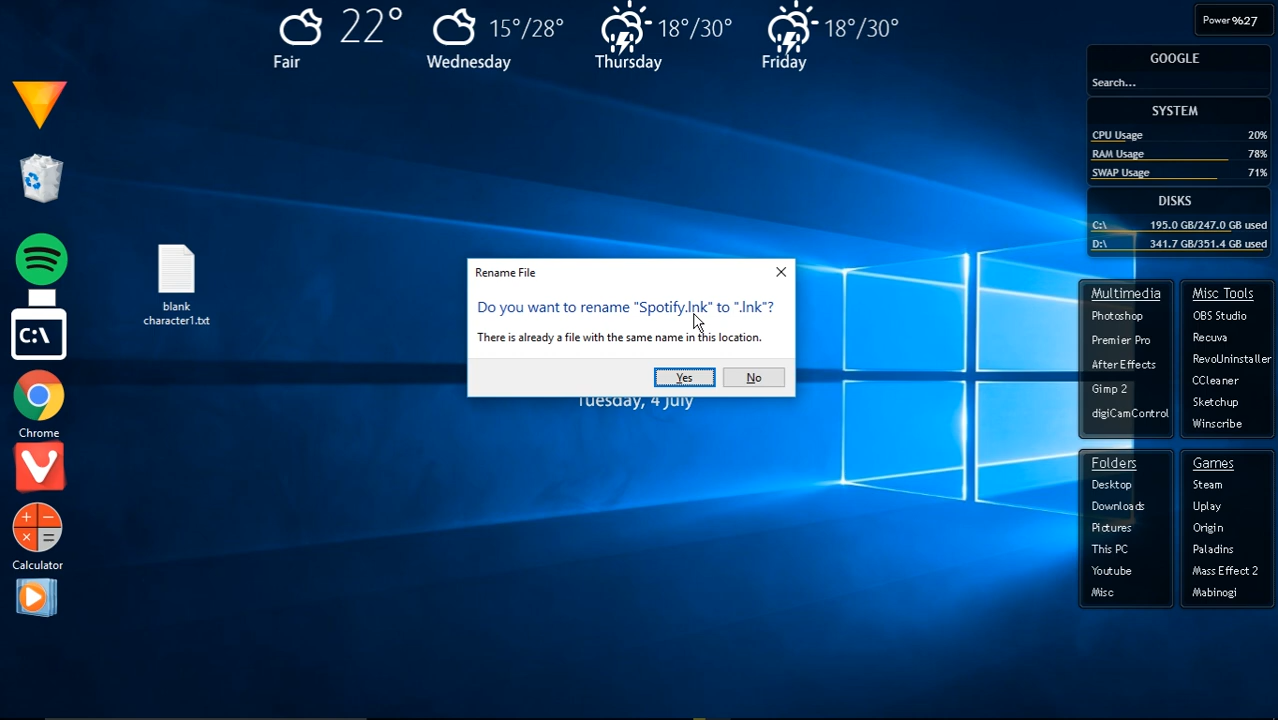 22°
Fair
15°/28°
Wednesday
18°/30°
Thursday
18°/30°
Friday
Power %27
GOOGLE
Search...
SYSTEM
CPU Usage 20%
RAM Usage 78%
SWAP Usage 71%
DISKS
C:\ 195.0 GB/247.0 GB used
D:\ 341.7 GB/351.4 GB used
blank
character1.txt
C:\
Chrome
Calculator
Rename File
Do you want to rename "Spotify.lnk" to ".lnk"?
There is already a file with the same name in this location.
Yes
No
Tuesday, 4 July
Multimedia
Photoshop
Premier Pro
After Effects
Gimp 2
digiCamControl
Misc Tools
OBS Studio
Recuva
RevoUninstaller
CCleaner
Sketchup
Winscribe
Folders
Desktop
Downloads
Pictures
This PC
Youtube
Misc
Games
Steam
Uplay
Origin
Paladins
Mass Effect 2
Mabinogi